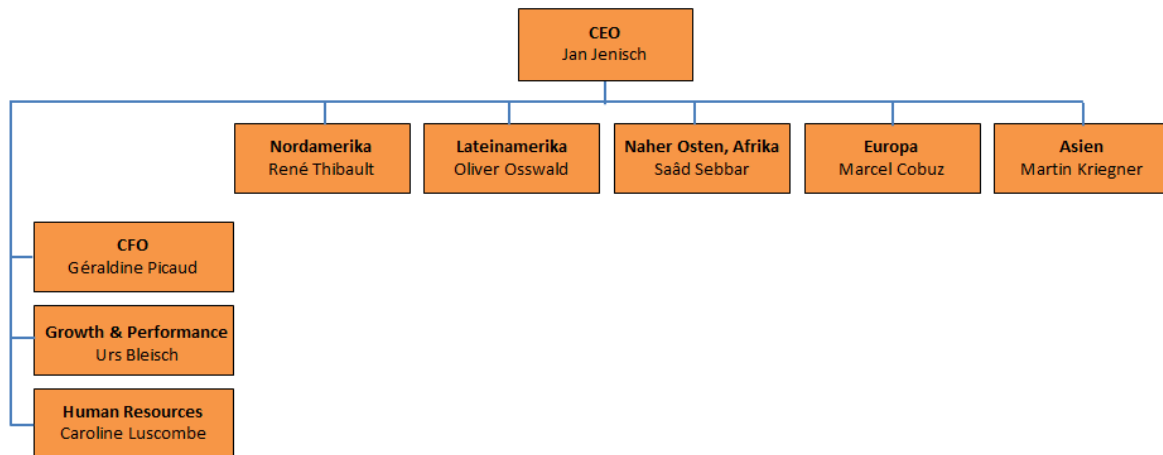 CEO
Jan Jenisch
Nordamerika
René Thibault
Lateinamerika
Oliver Osswald
Naher Osten, Afrika
Saâd Sebbar
Europa
Marcel Cobuz
Asien
Martin Kriegner
CFO
Géraldine Picaud
Growth & Performance
Urs Bleisch
Human Resources
Caroline Luscombe